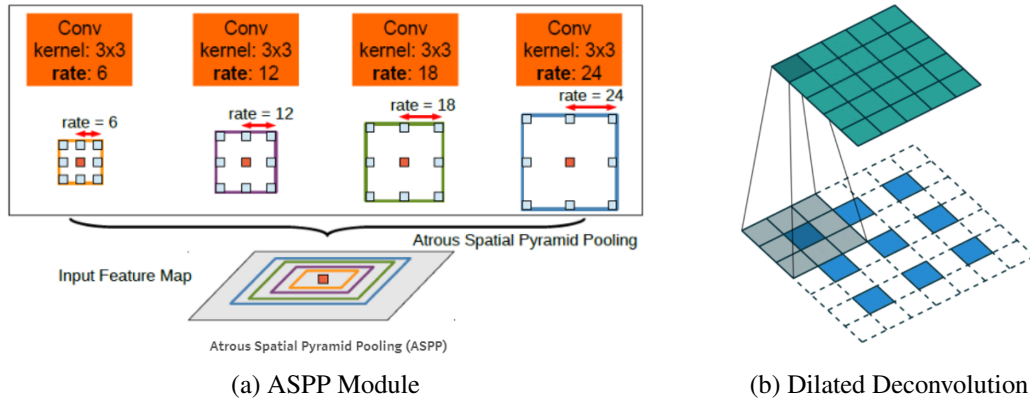 Conv
kernel: 3x3
rate: 6
Conv
kernel: 3x3
rate: 12
Conv
kernel: 3x3
rate: 18
Conv
kernel: 3x3
rate: 24
rate = 6
rate = 12
rate = 18
rate = 24
Atrous Spatial Pyramid Pooling
Input Feature Map
Atrous Spatial Pyramid Pooling (ASPP)
(a) ASPP Module
(b) Dilated Deconvolution